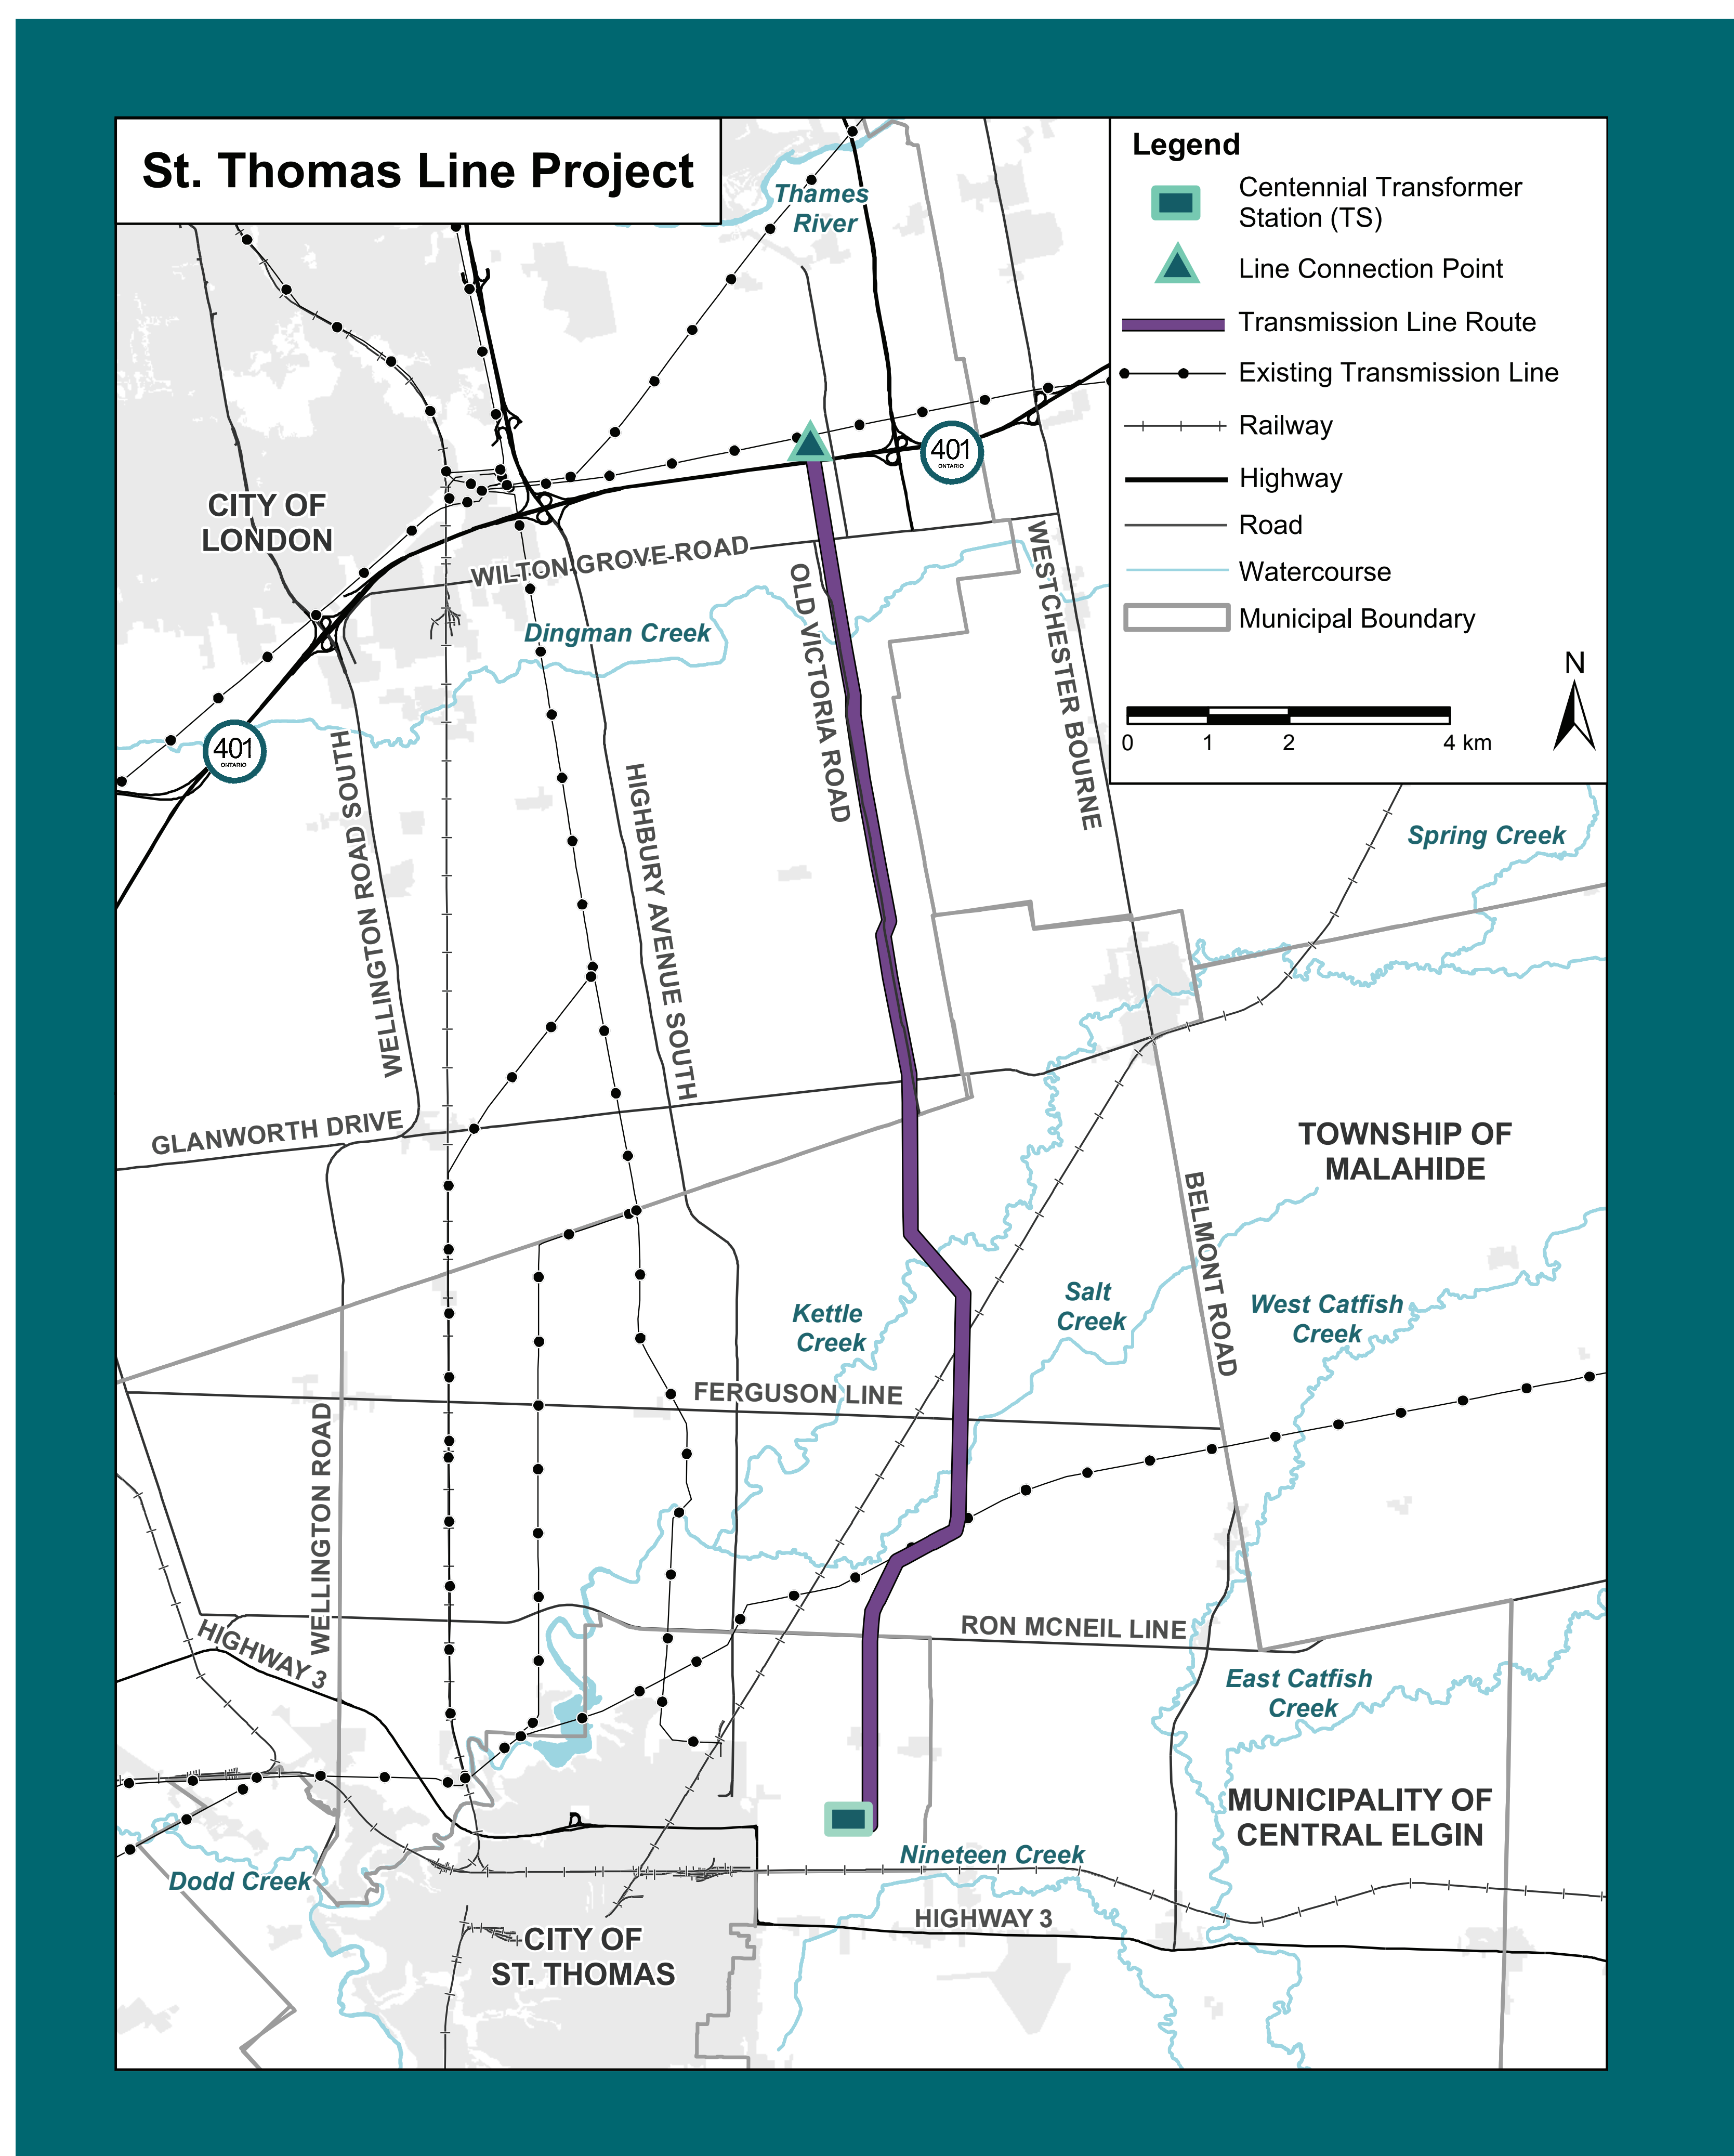 St. Thomas Line Project
Legend
Centennial Transformer
Station (TS)
Line Connection Point
Transmission Line Route
Existing Transmission Line
Railway
Highway
Road
Watercourse
Municipal Boundary
N
0 1 2 4 km
Thames
River
401
ONTARIO
CITY OF
LONDON
WILTON GROVE ROAD
Dingman Creek
OLD VICTORIA ROAD
WESTCHESTER BOURNE
401
ONTARIO
WELLINGTON ROAD SOUTH
HIGHBURY AVENUE SOUTH
Spring Creek
GLANWORTH DRIVE
TOWNSHIP OF
MALAHIDE
BELMONT ROAD
Kettle
Creek
Salt
Creek
West Catfish
Creek
FERGUSON LINE
WELLINGTON ROAD
HIGHWAY 3
RON MCNEIL LINE
East Catfish
Creek
MUNICIPALITY OF
CENTRAL ELGIN
Nineteen Creek
Dodd Creek
HIGHWAY 3
CITY OF
ST. THOMAS